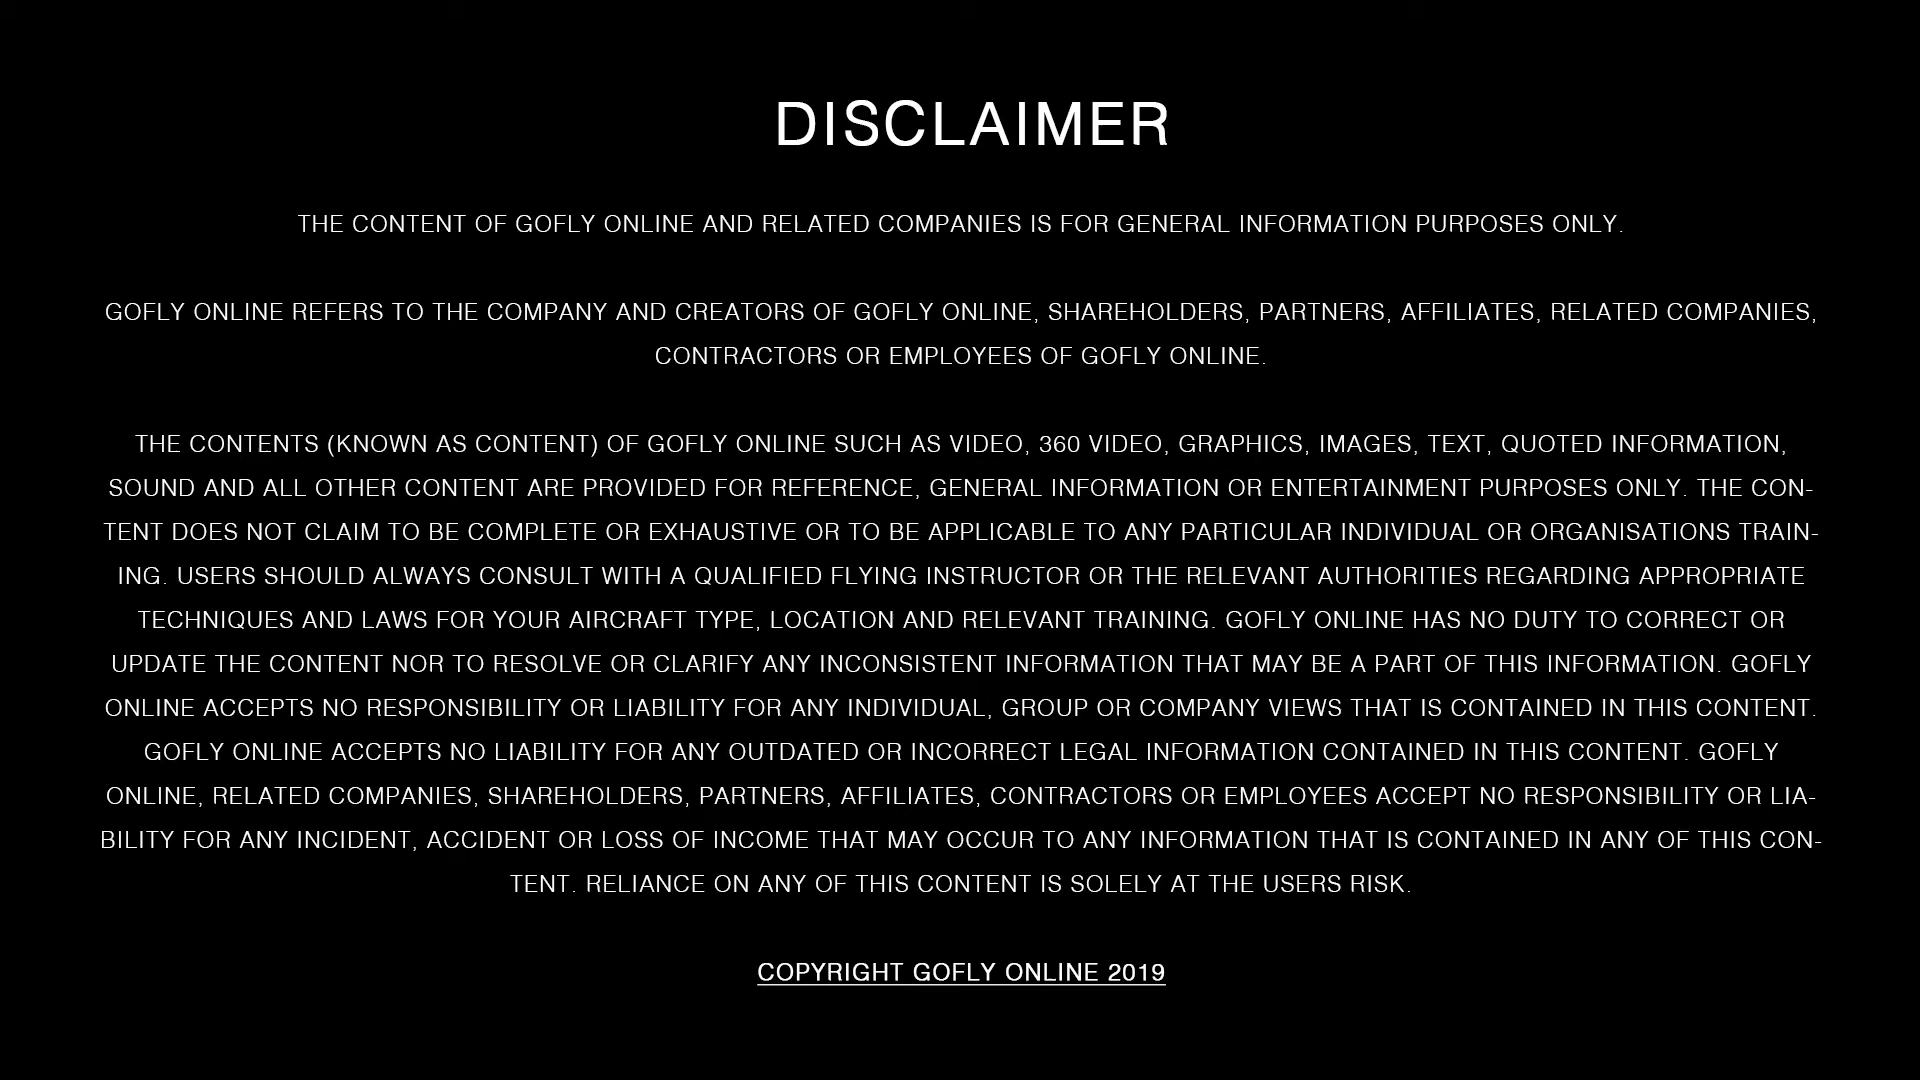 DISCLAIMER
THE CONTENT OF GOFLY ONLINE AND RELATED COMPANIES IS FOR GENERAL INFORMATION PURPOSES ONLY.
GOFLY ONLINE REFERS TO THE COMPANY AND CREATORS OF GOFLY ONLINE, SHAREHOLDERS, PARTNERS, AFFILIATES, RELATED COMPANIES,
CONTRACTORS OR EMPLOYEES OF GOFLY ONLINE.
THE CONTENTS (KNOWN AS CONTENT) OF GOFLY ONLINE SUCH AS VIDEO, 360 VIDEO, GRAPHICS, IMAGES, TEXT, QUOTED INFORMATION,
SOUND AND ALL OTHER CONTENT ARE PROVIDED FOR REFERENCE, GENERAL INFORMATION OR ENTERTAINMENT PURPOSES ONLY. THE CON-
TENT DOES NOT CLAIM TO BE COMPLETE OR EXHAUSTIVE OR TO BE APPLICABLE TO ANY PARTICULAR INDIVIDUAL OR ORGANISATIONS TRAIN-
ING. USERS SHOULD ALWAYS CONSULT WITH A QUALIFIED FLYING INSTRUCTOR OR THE RELEVANT AUTHORITIES REGARDING APPROPRIATE
TECHNIQUES AND LAWS FOR YOUR AIRCRAFT TYPE, LOCATION AND RELEVANT TRAINING. GOFLY ONLINE HAS NO DUTY TO CORRECT OR
UPDATE THE CONTENT NOR TO RESOLVE OR CLARIFY ANY INCONSISTENT INFORMATION THAT MAY BE A PART OF THIS INFORMATION. GOFLY
ONLINE ACCEPTS NO RESPONSIBILITY OR LIABILITY FOR ANY INDIVIDUAL, GROUP OR COMPANY VIEWS THAT IS CONTAINED IN THIS CONTENT.
GOFLY ONLINE ACCEPTS NO LIABILITY FOR ANY OUTDATED OR INCORRECT LEGAL INFORMATION CONTAINED IN THIS CONTENT. GOFLY
ONLINE, RELATED COMPANIES, SHAREHOLDERS, PARTNERS, AFFILIATES, CONTRACTORS OR EMPLOYEES ACCEPT NO RESPONSIBILITY OR LIA-
BILITY FOR ANY INCIDENT, ACCIDENT OR LOSS OF INCOME THAT MAY OCCUR TO ANY INFORMATION THAT IS CONTAINED IN ANY OF THIS CON-
TENT. RELIANCE ON ANY OF THIS CONTENT IS SOLELY AT THE USERS RISK.
COPYRIGHT GOFLY ONLINE 2019